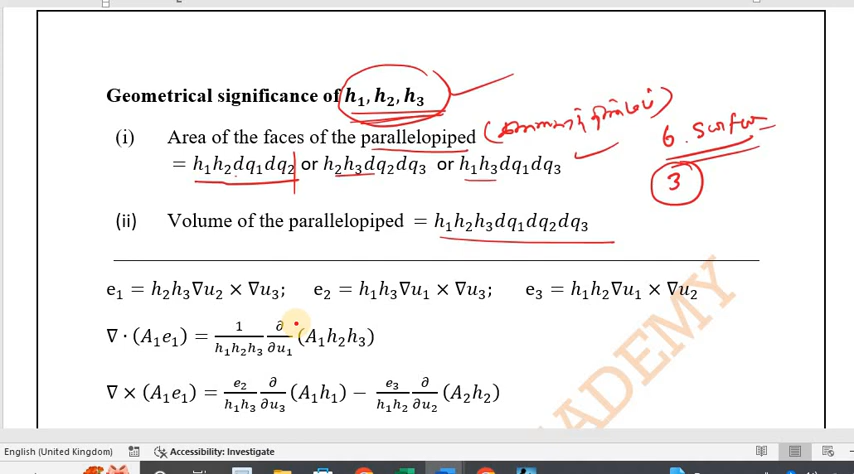 Geometrical significance of h₁, h₂, h₃
(i) Area of the faces of the parallelopiped
6 surface
= h₁h₂dq₁dq₂ or h₂h₃dq₂dq₃ or h₁h₃dq₁dq₃
3
(ii) Volume of the parallelopiped = h₁h₂h₃dq₁dq₂dq₃
e₁ = h₂h₃∇u₂ × ∇u₃; e₂ = h₁h₃∇u₁ × ∇u₃; e₃ = h₁h₂∇u₁ × ∇u₂
∇ · (A₁e₁) = 1/(h₁h₂h₃) ∂/∂u₁ (A₁h₂h₃)
∇ × (A₁e₁) = e₂/(h₁h₃) ∂/∂u₃ (A₁h₁) − e₃/(h₁h₂) ∂/∂u₂ (A₂h₂)
ADEMY
English (United Kingdom) Accessibility: Investigate